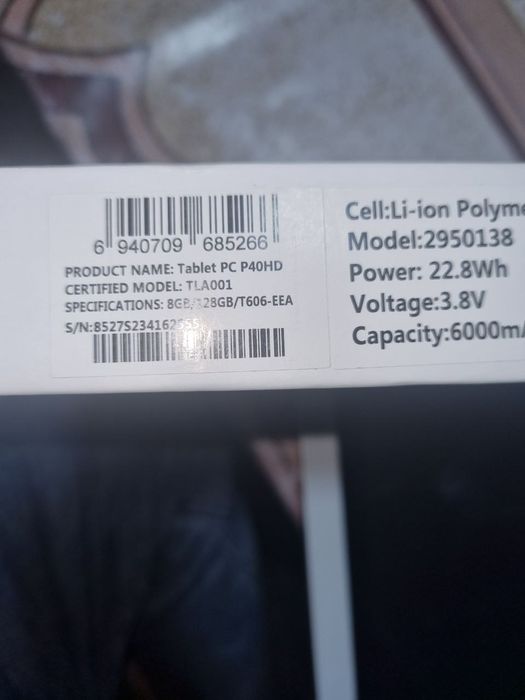 6 940709 685266
PRODUCT NAME: Tablet PC P40HD
CERTIFIED MODEL: TLA001
SPECIFICATIONS: 8GB/128GB/T606-EEA
Cell:Li-ion Polyme
Model:2950138
Power: 22.8Wh
Voltage:3.8V
Capacity:6000mA